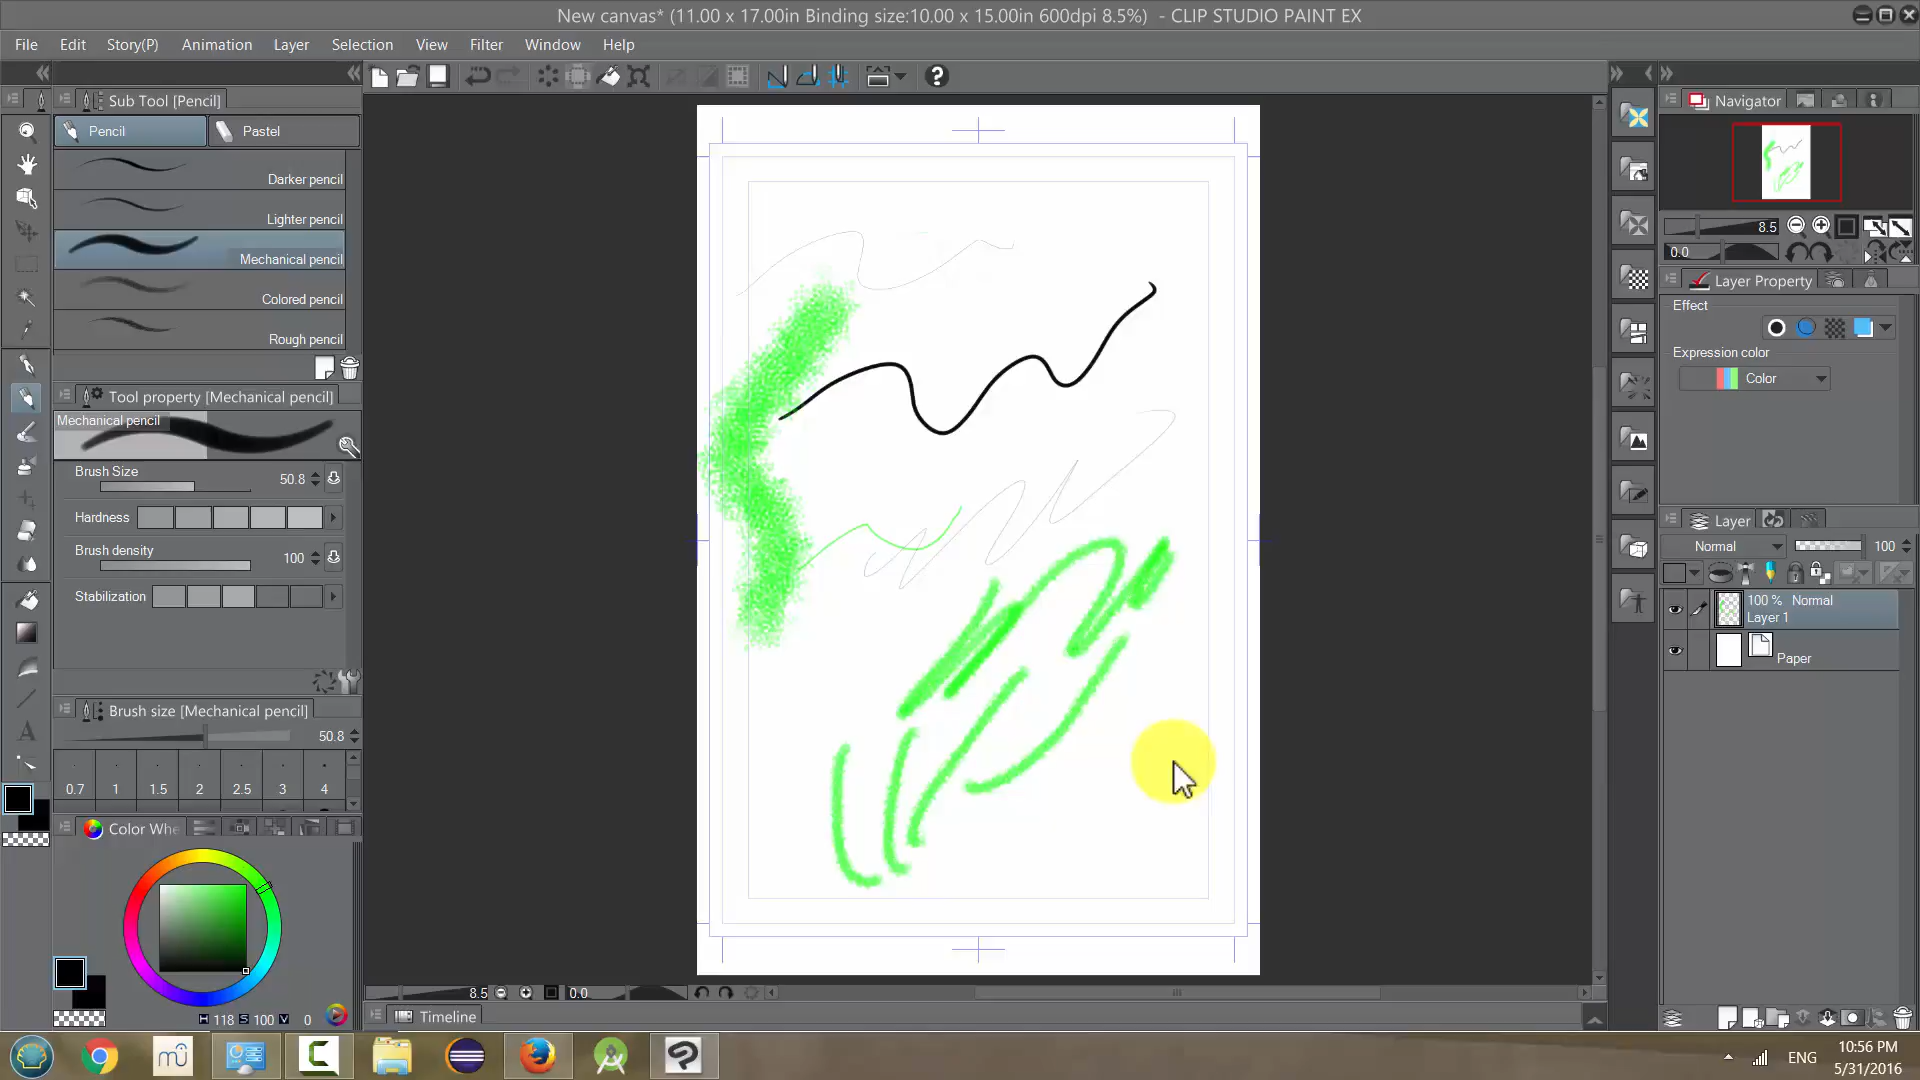 New canvas* (11.00 x 17.00in Binding size:10.00 x 15.00in 600dpi 8.5%) - CLIP STUDIO PAINT EX
File Edit Story(P) Animation Layer Selection View Filter Window Help
Sub Tool [Pencil]
Pencil Pastel
Darker pencil
Lighter pencil
Mechanical pencil
Colored pencil
Rough pencil
Tool property [Mechanical pencil]
Mechanical pencil
Brush Size 50.8
Hardness
Brush density 100
Stabilization
Brush size [Mechanical pencil]
50.8
0.7 1 1.5 2 2.5 3 4
Color Whe
H 118 S 100 V 0
8.5 0.0
Timeline
Navigator
8.5
0.0
Layer Property
Effect
Expression color
Color
Layer
Normal 100
100 % Normal
Layer 1
Paper
ENG
10:56 PM
5/31/2016